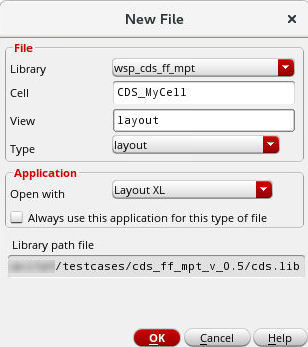 New File
File
Library wsp_cds_ff_mpt
Cell CDS_MyCell
View layout
Type layout
Application
Open with Layout XL
Always use this application for this type of file
Library path file
/testcases/cds_ff_mpt_v_0.5/cds.lib
OK Cancel Help